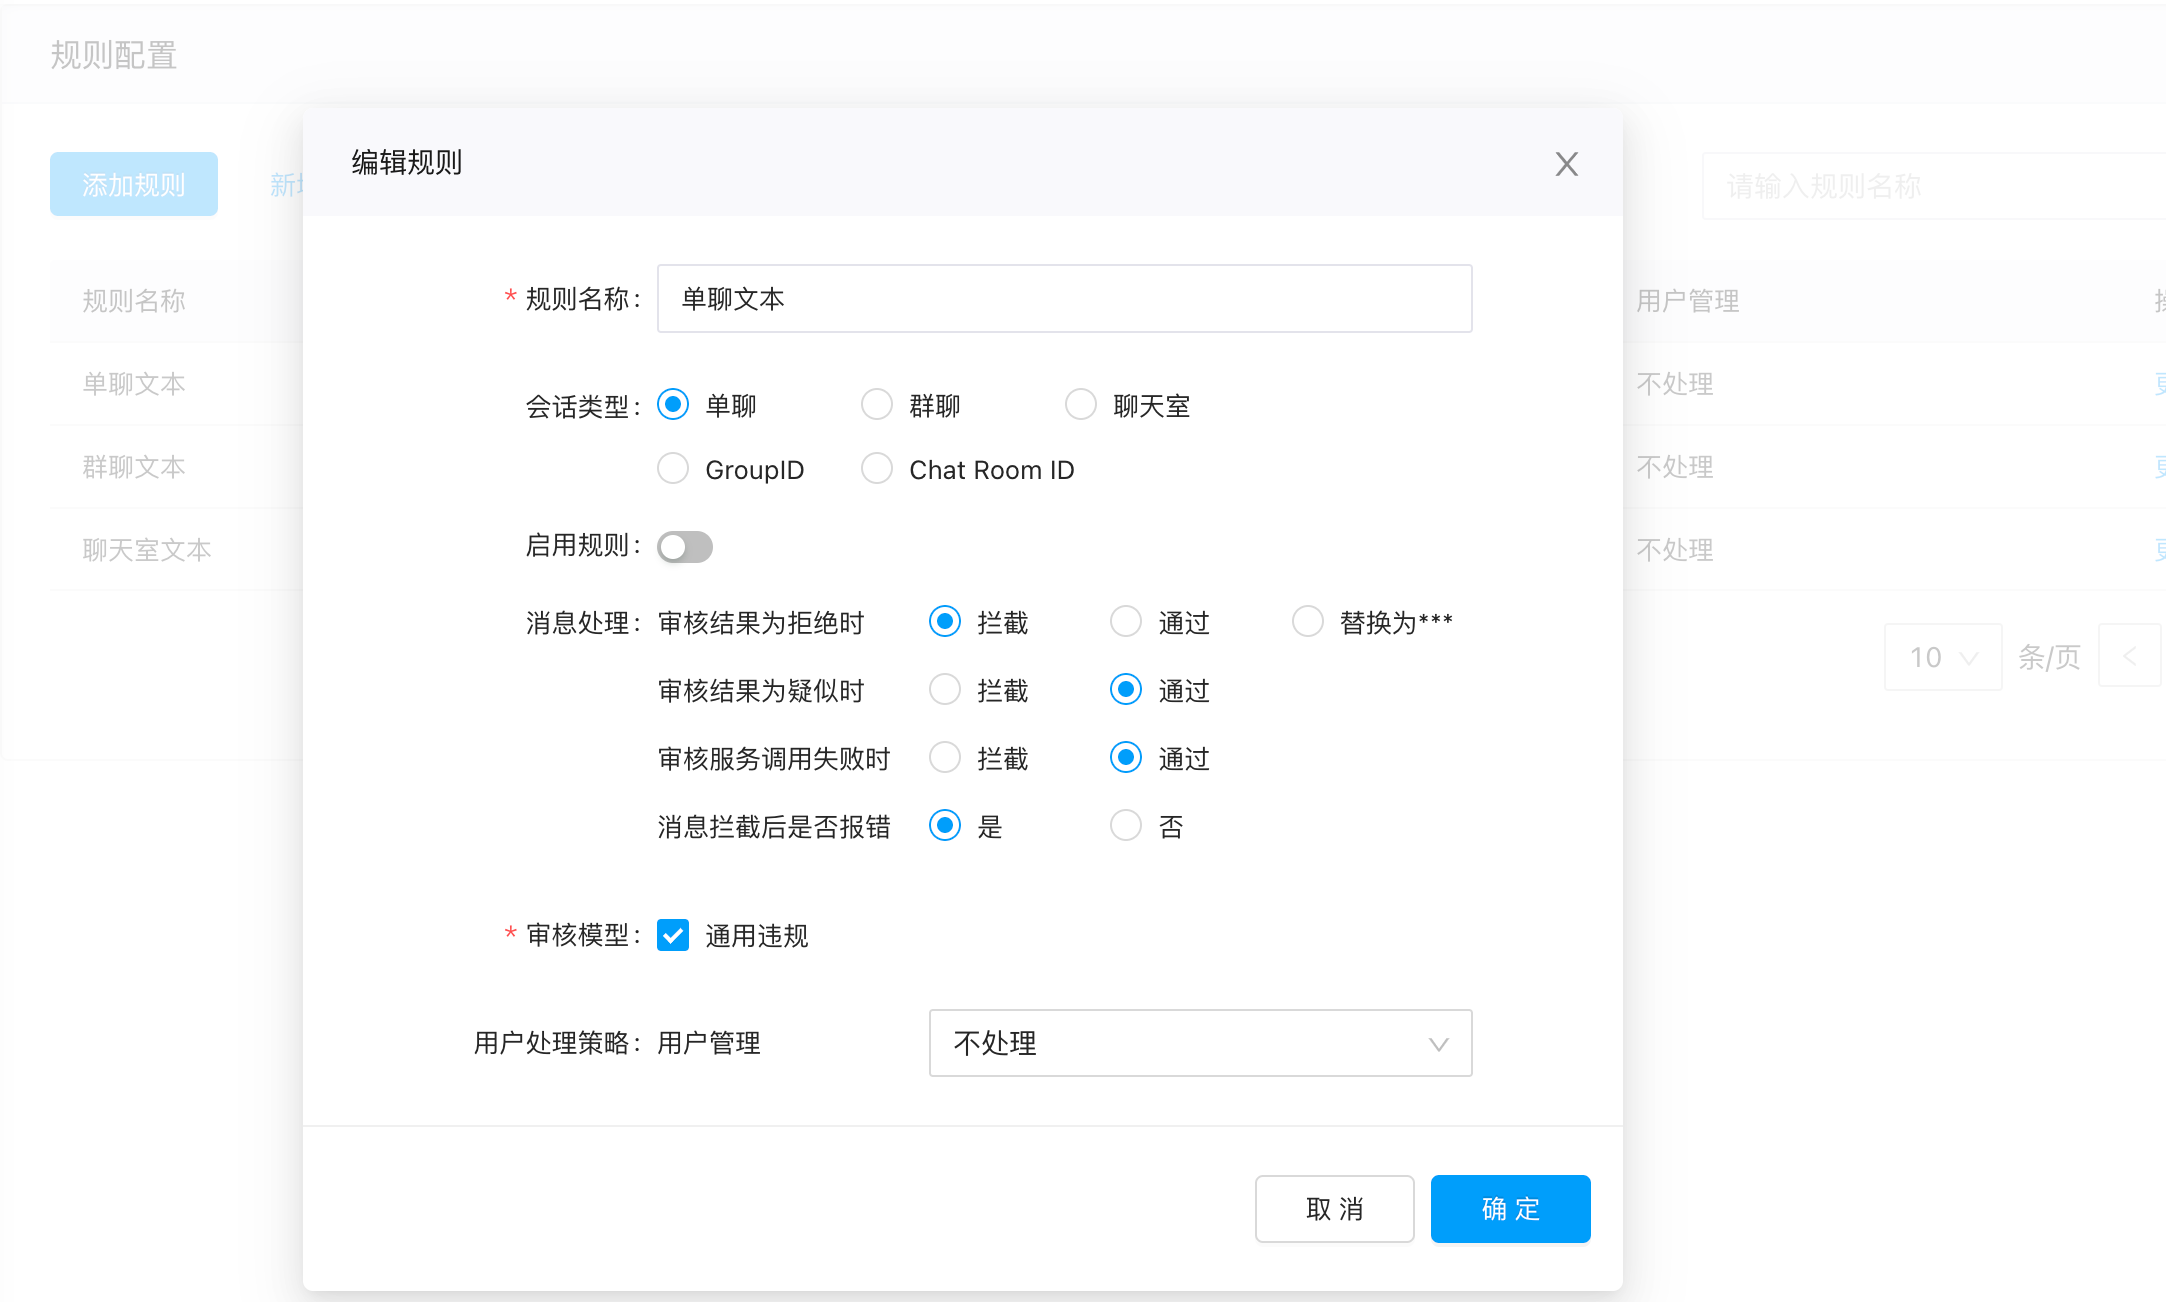 规则配置
添加规则
请输入规则名称
规则名称
用户管理
单聊文本
不处理
群聊文本
不处理
聊天室文本
不处理
10
条/页
编辑规则
* 规则名称:
单聊文本
会话类型:
单聊
群聊
聊天室
GroupID
Chat Room ID
启用规则:
消息处理:
审核结果为拒绝时
拦截
通过
替换为***
审核结果为疑似时
拦截
通过
审核服务调用失败时
拦截
通过
消息拦截后是否报错
是
否
* 审核模型:
通用违规
用户处理策略:
用户管理
不处理
取 消
确 定